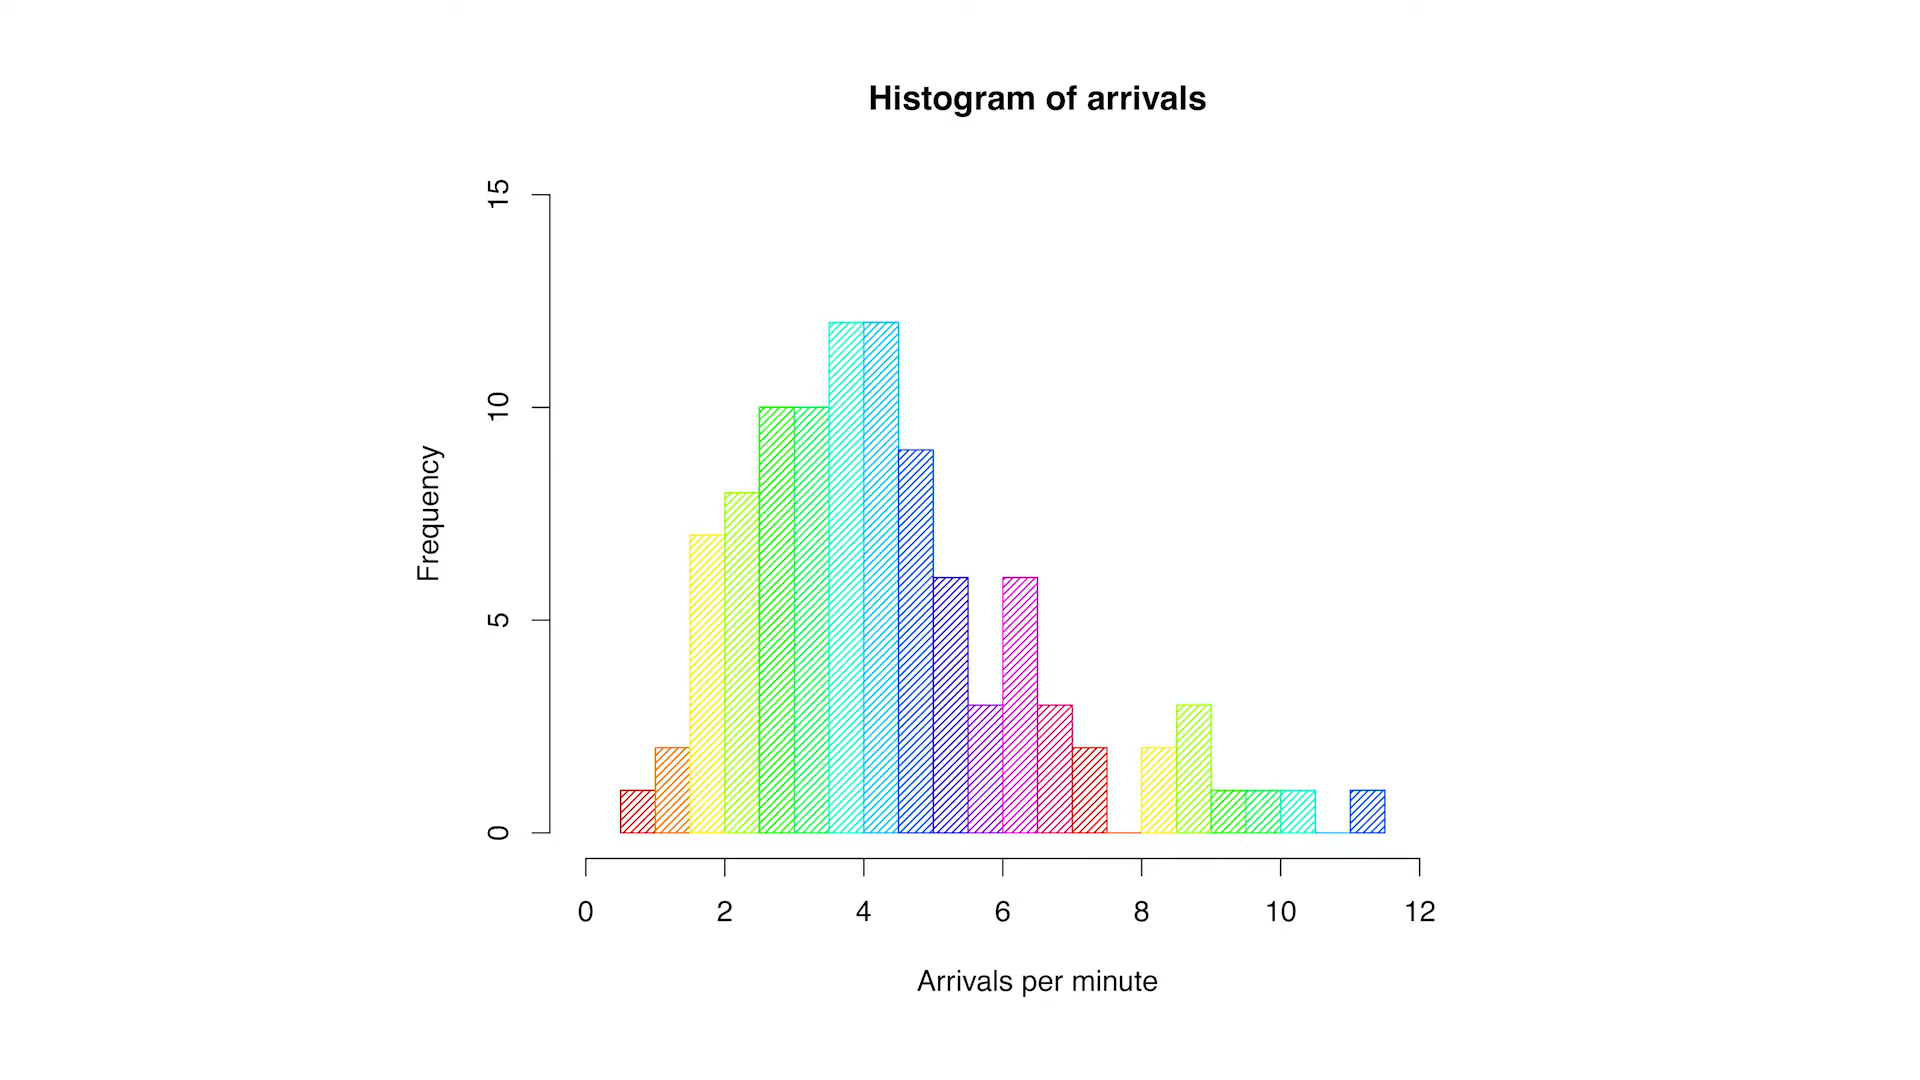 Histogram of arrivals
15
10
5
0
Frequency
0 2 4 6 8 10 12
Arrivals per minute